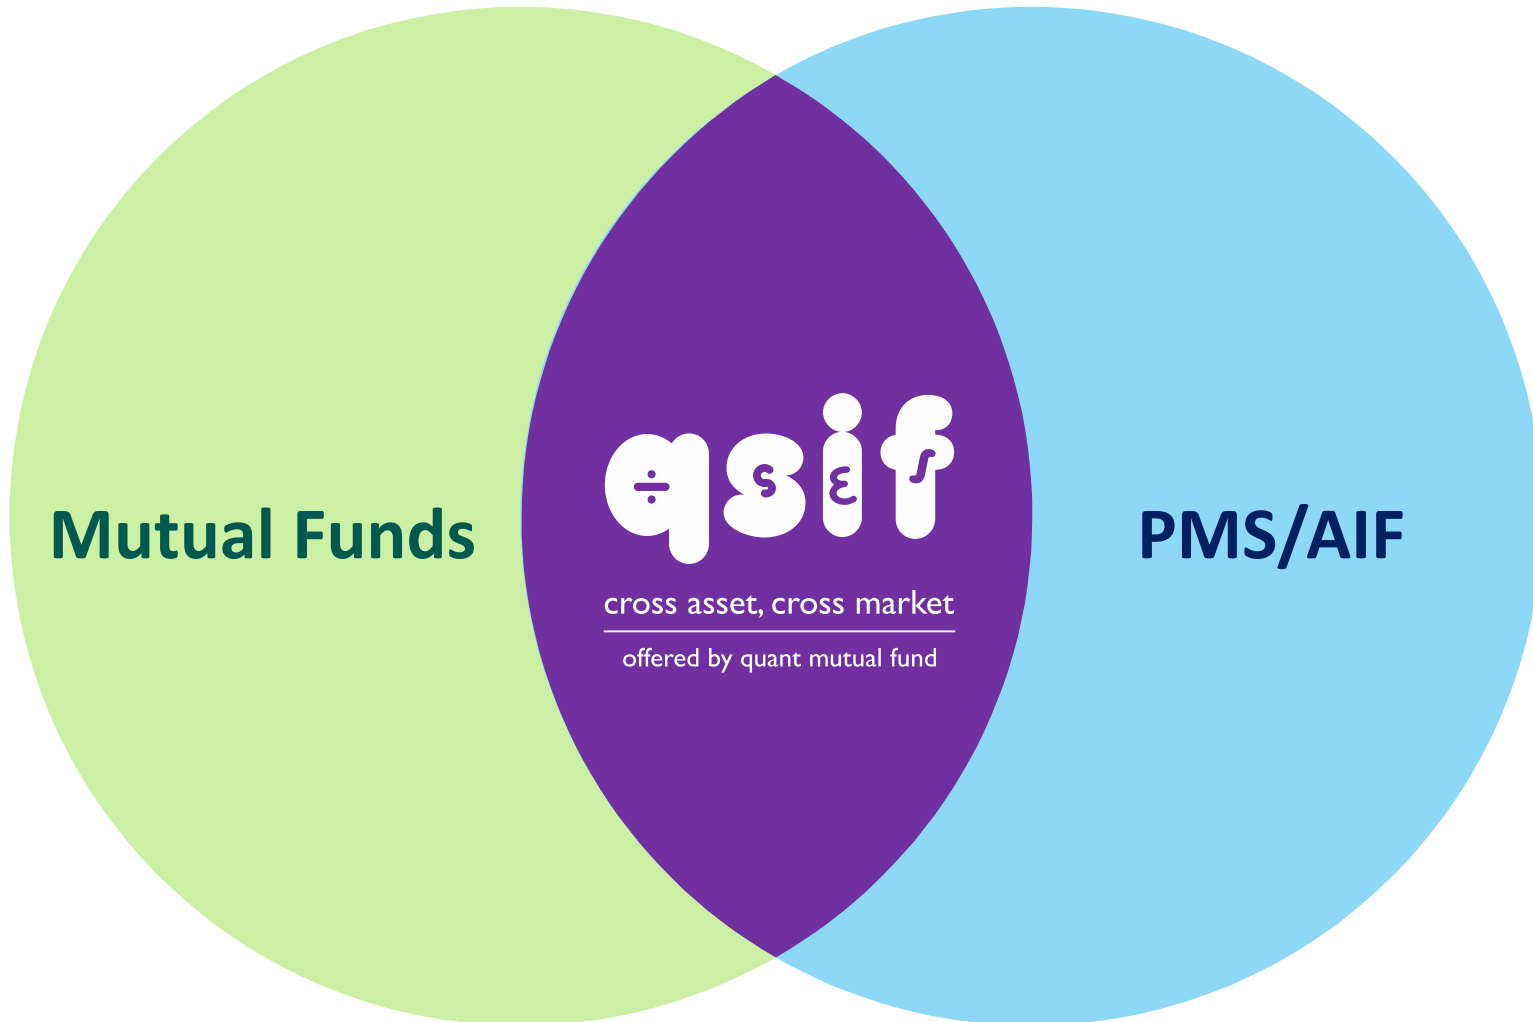 Mutual Funds
qsif
cross asset, cross market
offered by quant mutual fund
PMS/AIF